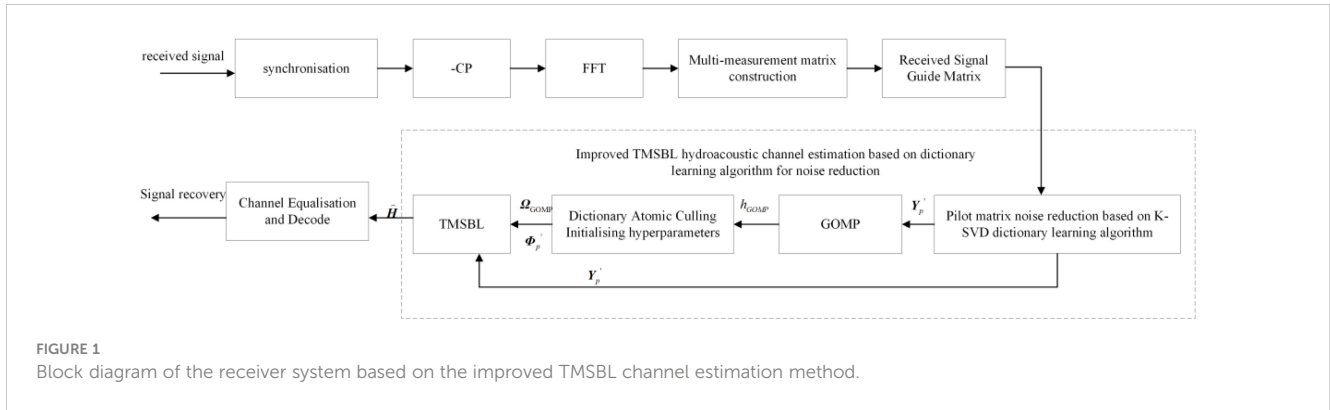 received signal
synchronisation
-CP
FFT
Multi-measurement matrix
construction
Received Signal
Guide Matrix
Improved TMSBL hydroacoustic channel estimation based on dictionary
learning algorithm for noise reduction
Signal recovery
Channel Equalisation
and Decode
Ĥ
TMSBL
Ω_GOMP
Φ_p'
Dictionary Atomic Culling
Initialising hyperparameters
h_GOMP
GOMP
Y_p'
Pilot matrix noise reduction based on K-
SVD dictionary learning algorithm
Y_p'
FIGURE 1
Block diagram of the receiver system based on the improved TMSBL channel estimation method.